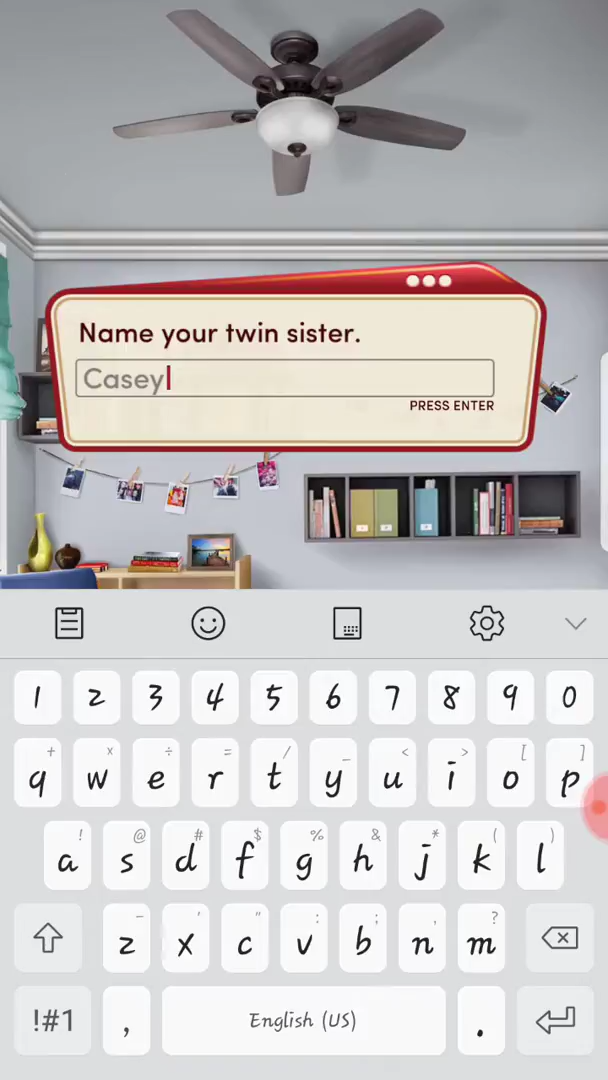 Name your twin sister.
Casey
PRESS ENTER
1 2 3 4 5 6 7 8 9 0
+ × ÷ = / _ < > [ ]
q w e r t y u i o p
! @ # $ % & * ( )
a s d f g h j k l
- ' " : ; , ?
z x c v b n m
!#1 , English (US) .